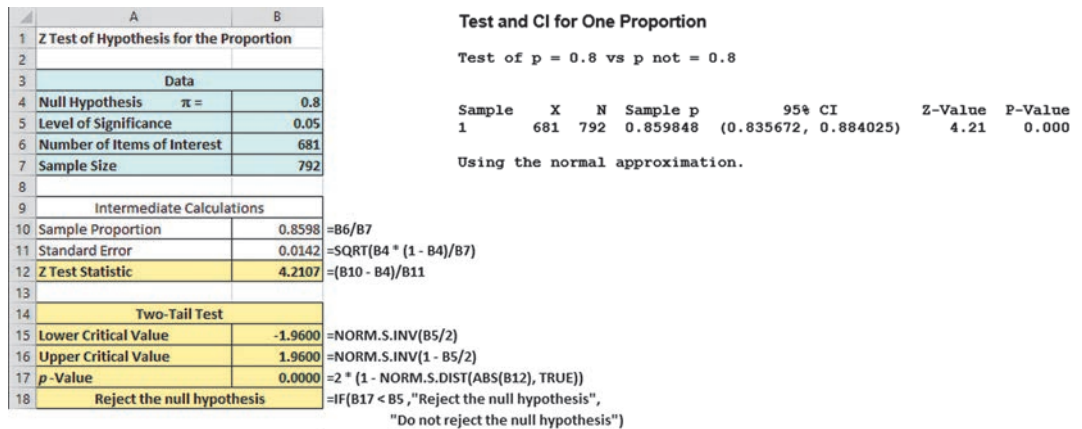 A B
1 Z Test of Hypothesis for the Proportion
2
3 Data
4 Null Hypothesis π = 0.8
5 Level of Significance 0.05
6 Number of Items of Interest 681
7 Sample Size 792
8
9 Intermediate Calculations
10 Sample Proportion 0.8598 =B6/B7
11 Standard Error 0.0142 =SQRT(B4 * (1 - B4)/B7)
12 Z Test Statistic 4.2107 =(B10 - B4)/B11
13
14 Two-Tail Test
15 Lower Critical Value -1.9600 =NORM.S.INV(B5/2)
16 Upper Critical Value 1.9600 =NORM.S.INV(1 - B5/2)
17 p-Value 0.0000 =2 * (1 - NORM.S.DIST(ABS(B12), TRUE))
18 Reject the null hypothesis =IF(B17 < B5 ,"Reject the null hypothesis",
"Do not reject the null hypothesis")
Test and CI for One Proportion
Test of p = 0.8 vs p not = 0.8
Sample X N Sample p 95% CI Z-Value P-Value
1 681 792 0.859848 (0.835672, 0.884025) 4.21 0.000
Using the normal approximation.